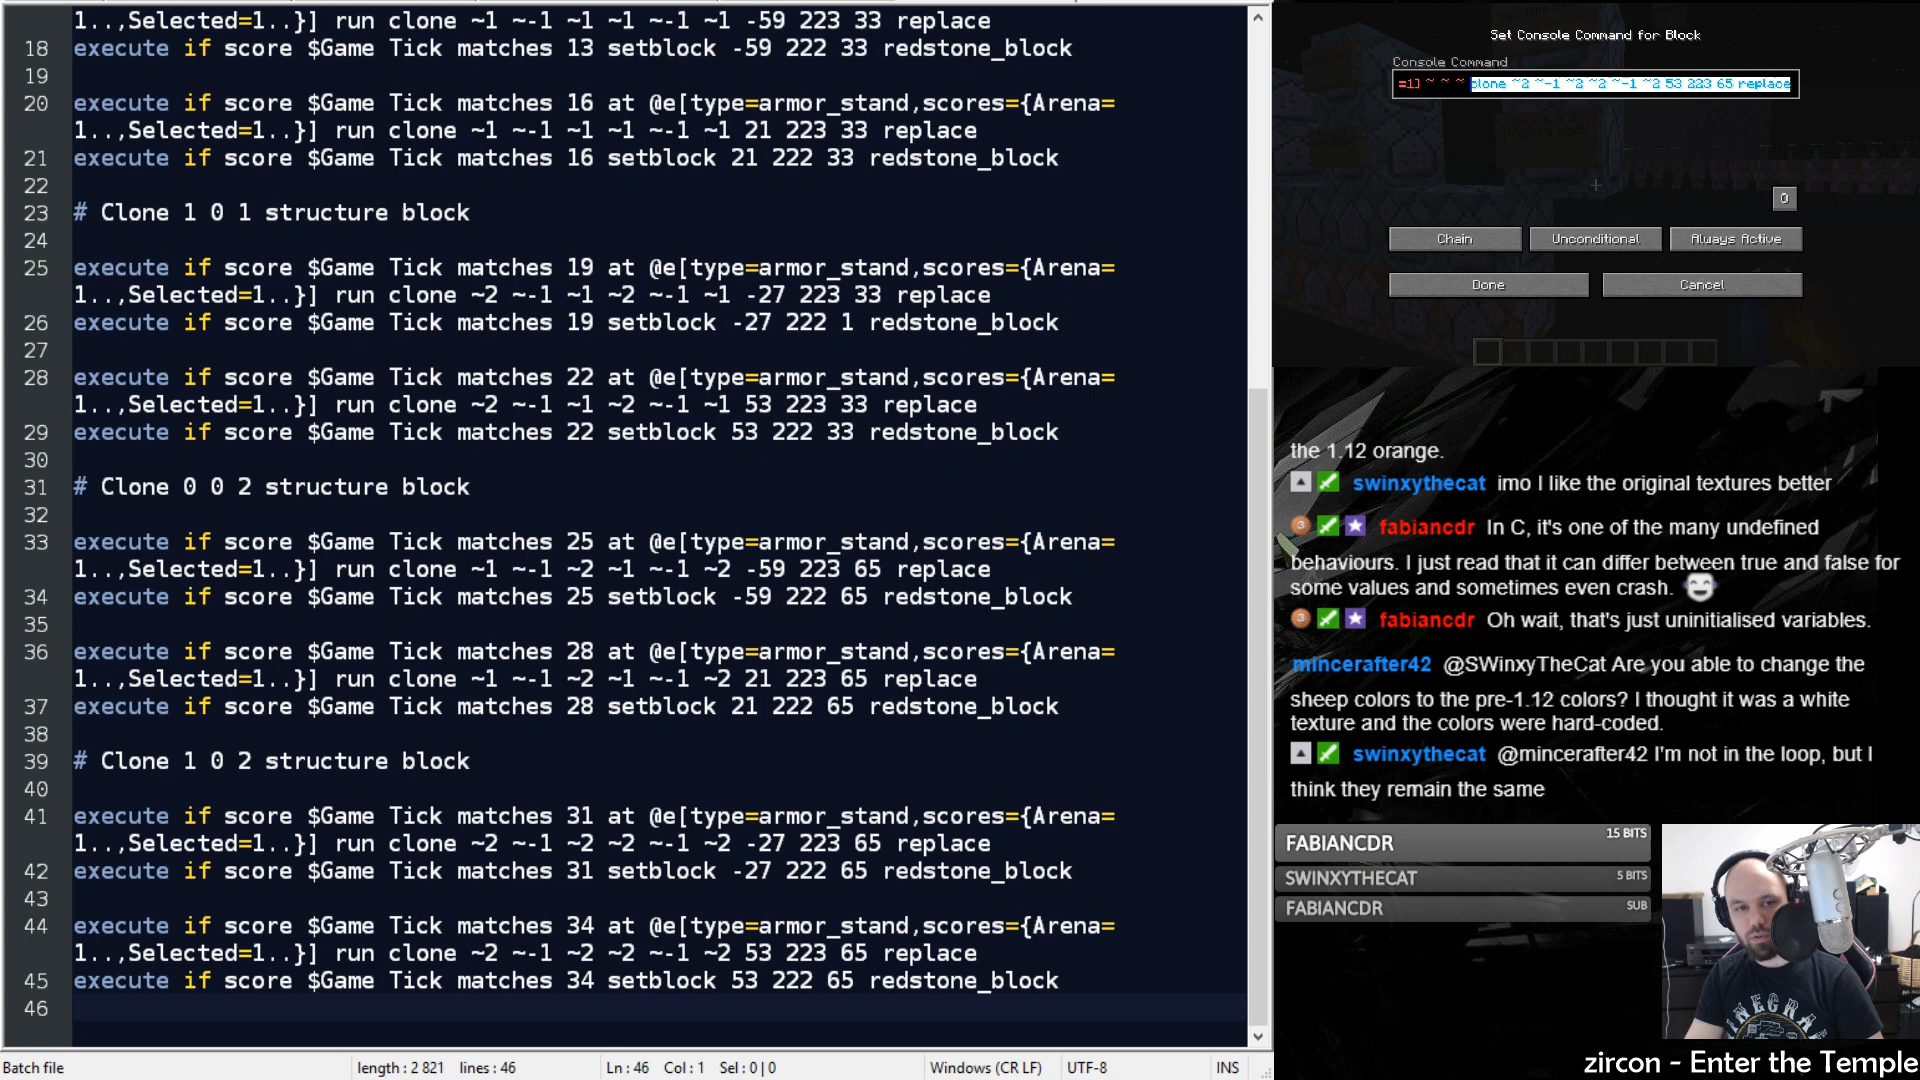 1..,Selected=1..}] run clone ~1 ~-1 ~1 ~1 ~-1 ~1 -59 223 33 replace
18 execute if score $Game Tick matches 13 setblock -59 222 33 redstone_block
19
20 execute if score $Game Tick matches 16 at @e[type=armor_stand,scores={Arena=
1..,Selected=1..}] run clone ~1 ~-1 ~1 ~1 ~-1 ~1 21 223 33 replace
21 execute if score $Game Tick matches 16 setblock 21 222 33 redstone_block
22
23 # Clone 1 0 1 structure block
24
25 execute if score $Game Tick matches 19 at @e[type=armor_stand,scores={Arena=
1..,Selected=1..}] run clone ~2 ~-1 ~1 ~2 ~-1 ~1 -27 223 33 replace
26 execute if score $Game Tick matches 19 setblock -27 222 1 redstone_block
27
28 execute if score $Game Tick matches 22 at @e[type=armor_stand,scores={Arena=
1..,Selected=1..}] run clone ~2 ~-1 ~1 ~2 ~-1 ~1 53 223 33 replace
29 execute if score $Game Tick matches 22 setblock 53 222 33 redstone_block
30
31 # Clone 0 0 2 structure block
32
33 execute if score $Game Tick matches 25 at @e[type=armor_stand,scores={Arena=
1..,Selected=1..}] run clone ~1 ~-1 ~2 ~1 ~-1 ~2 -59 223 65 replace
34 execute if score $Game Tick matches 25 setblock -59 222 65 redstone_block
35
36 execute if score $Game Tick matches 28 at @e[type=armor_stand,scores={Arena=
1..,Selected=1..}] run clone ~1 ~-1 ~2 ~1 ~-1 ~2 21 223 65 replace
37 execute if score $Game Tick matches 28 setblock 21 222 65 redstone_block
38
39 # Clone 1 0 2 structure block
40
41 execute if score $Game Tick matches 31 at @e[type=armor_stand,scores={Arena=
1..,Selected=1..}] run clone ~2 ~-1 ~2 ~2 ~-1 ~2 -27 223 65 replace
42 execute if score $Game Tick matches 31 setblock -27 222 65 redstone_block
43
44 execute if score $Game Tick matches 34 at @e[type=armor_stand,scores={Arena=
1..,Selected=1..}] run clone ~2 ~-1 ~2 ~2 ~-1 ~2 53 223 65 replace
45 execute if score $Game Tick matches 34 setblock 53 222 65 redstone_block
46
Batch file length : 2 821 lines : 46 Ln : 46 Col : 1 Sel : 0 | 0 Windows (CR LF) UTF-8 INS
Set Console Command for Block
Console Command
=1] ~ ~ ~ clone ~2 ~-1 ~2 ~2 ~-1 ~2 53 223 65 replace
0
Chain Unconditional Always Active
Done Cancel
the 1.12 orange.
swinxythecat imo I like the original textures better
fabiancdr In C, it's one of the many undefined
behaviours. I just read that it can differ between true and false for
some values and sometimes even crash.
fabiancdr Oh wait, that's just uninitialised variables.
mincerafter42 @SWinxyTheCat Are you able to change the
sheep colors to the pre-1.12 colors? I thought it was a white
texture and the colors were hard-coded.
swinxythecat @mincerafter42 I'm not in the loop, but I
think they remain the same
FABIANCDR 15 BITS
SWINXYTHECAT 5 BITS
FABIANCDR SUB
zircon - Enter the Temple